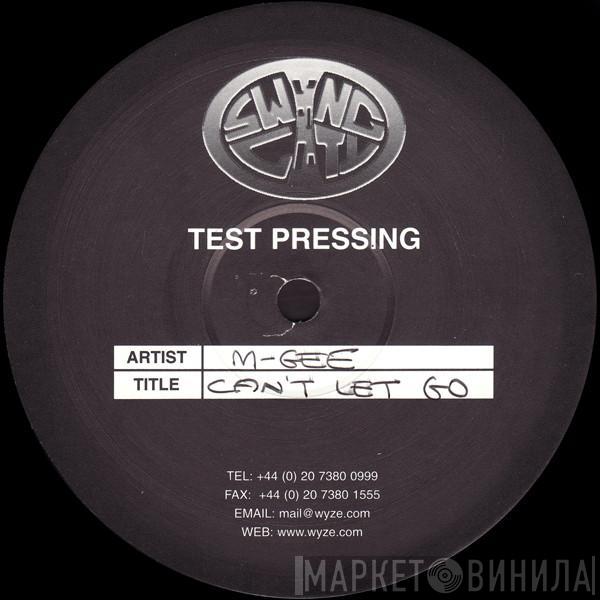 SWING CITY
TEST PRESSING
ARTIST M-GEE
TITLE CAN'T LET GO
TEL: +44 (0) 20 7380 0999
FAX: +44 (0) 20 7380 1555
EMAIL: mail@wyze.com
WEB: www.wyze.com
МАРКЕТ ВИНИЛА